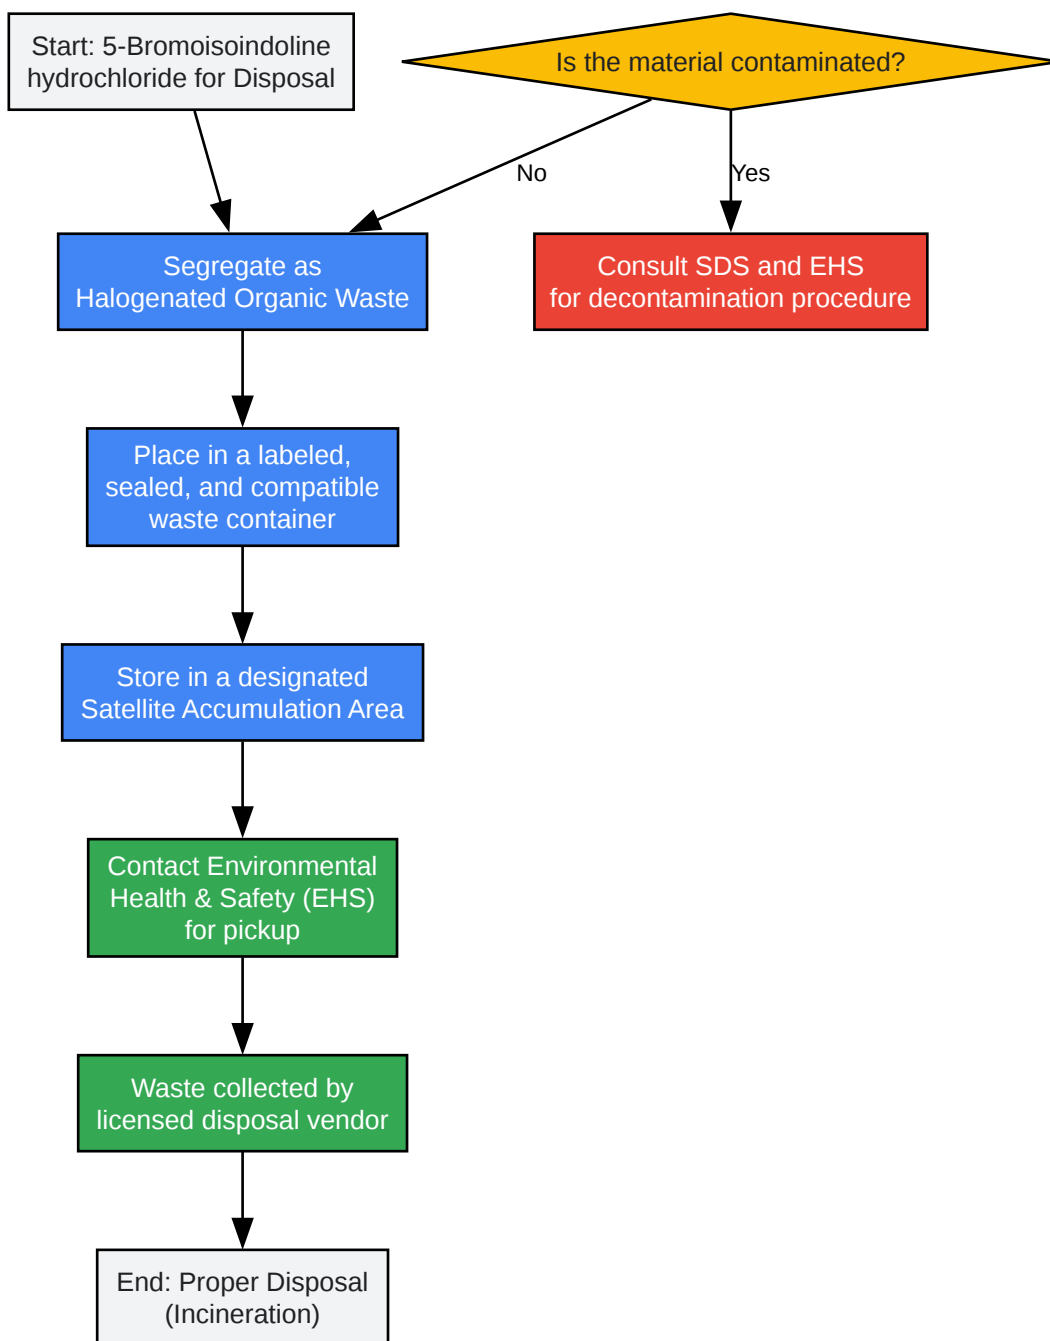 Start: 5-Bromoisoindoline
hydrochloride for Disposal
Is the material contaminated?
No
Yes
Segregate as
Halogenated Organic Waste
Consult SDS and EHS
for decontamination procedure
Place in a labeled,
sealed, and compatible
waste container
Store in a designated
Satellite Accumulation Area
Contact Environmental
Health & Safety (EHS)
for pickup
Waste collected by
licensed disposal vendor
End: Proper Disposal
(Incineration)